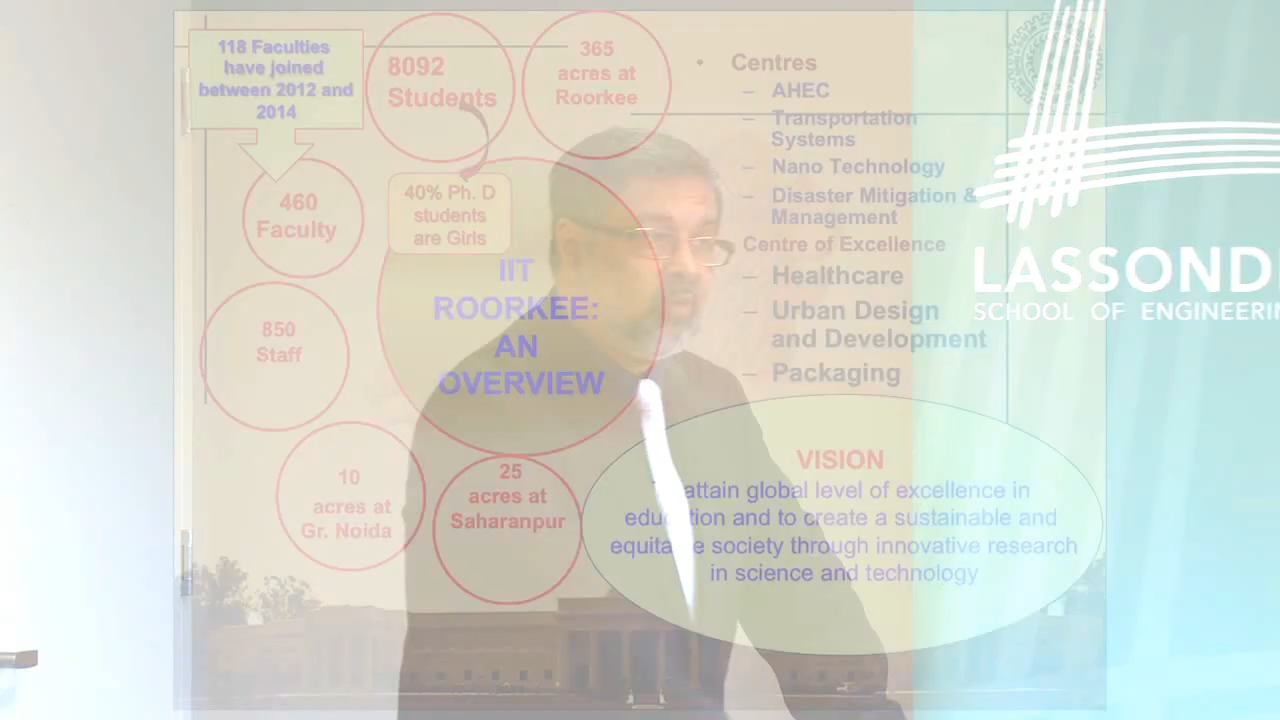 118 Faculties
have joined
between 2012 and
2014
8092
Students
365
acres at
Roorkee
460
Faculty
40% Ph. D
students
are Girls
IIT
ROORKEE:
AN
OVERVIEW
850
Staff
10
acres at
Gr. Noida
25
acres at
Saharanpur
• Centres
– AHEC
– Transportation
Systems
– Nano Technology
– Disaster Mitigation &
Management
Centre of Excellence
– Healthcare
– Urban Design
and Development
– Packaging
VISION
attain global level of excellence in
education and to create a sustainable and
equitable society through innovative research
in science and technology
LASSOND
SCHOOL OF ENGINEERIN